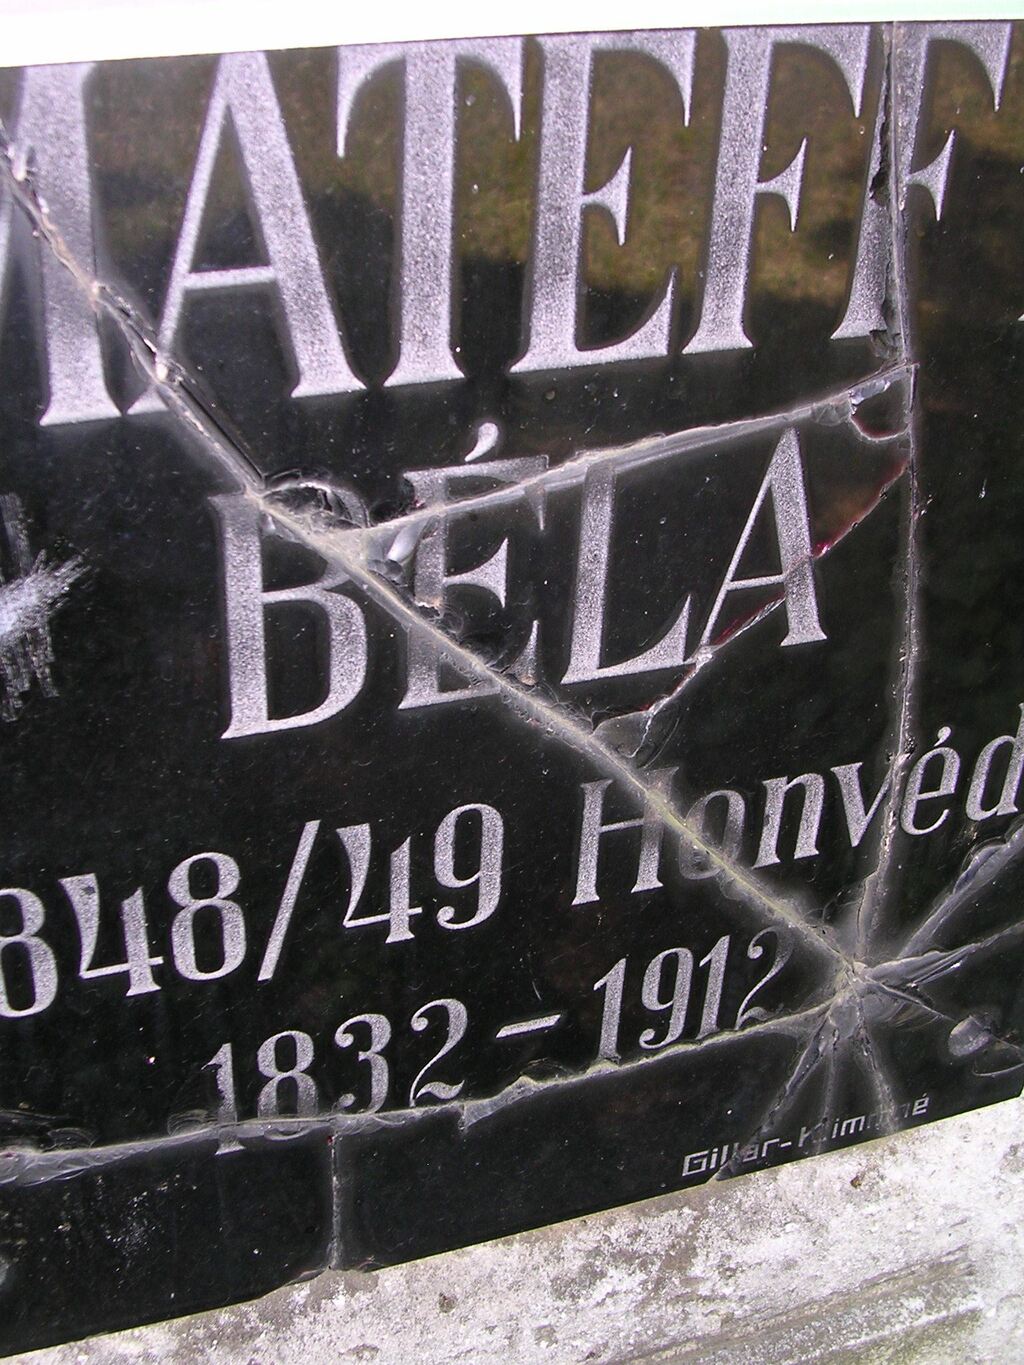 MATEFF
BÉLA
848/49 Honvéd
1832-1912